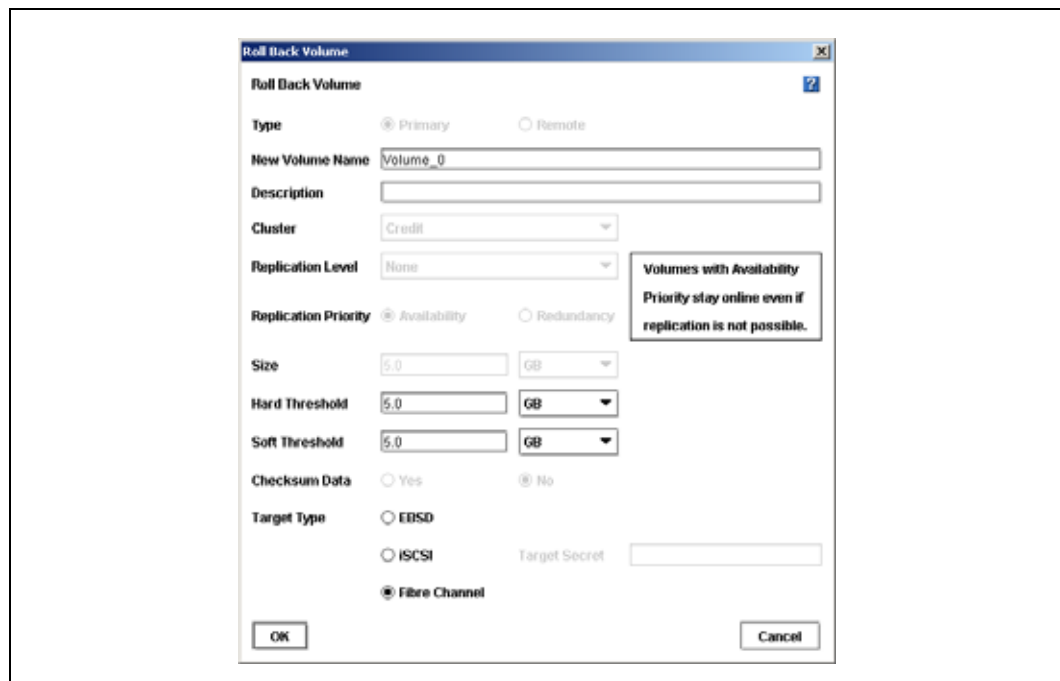 Roll Back Volume
Roll Back Volume
Type Primary Remote
New Volume Name Volume_0
Description
Cluster Credit
Replication Level None
Volumes with Availability
Priority stay online even if
replication is not possible.
Replication Priority Availability Redundancy
Size 5.0 GB
Hard Threshold 5.0 GB
Soft Threshold 5.0 GB
Checksum Data Yes No
Target Type EBSD
iSCSI Target Secret
Fibre Channel
OK Cancel